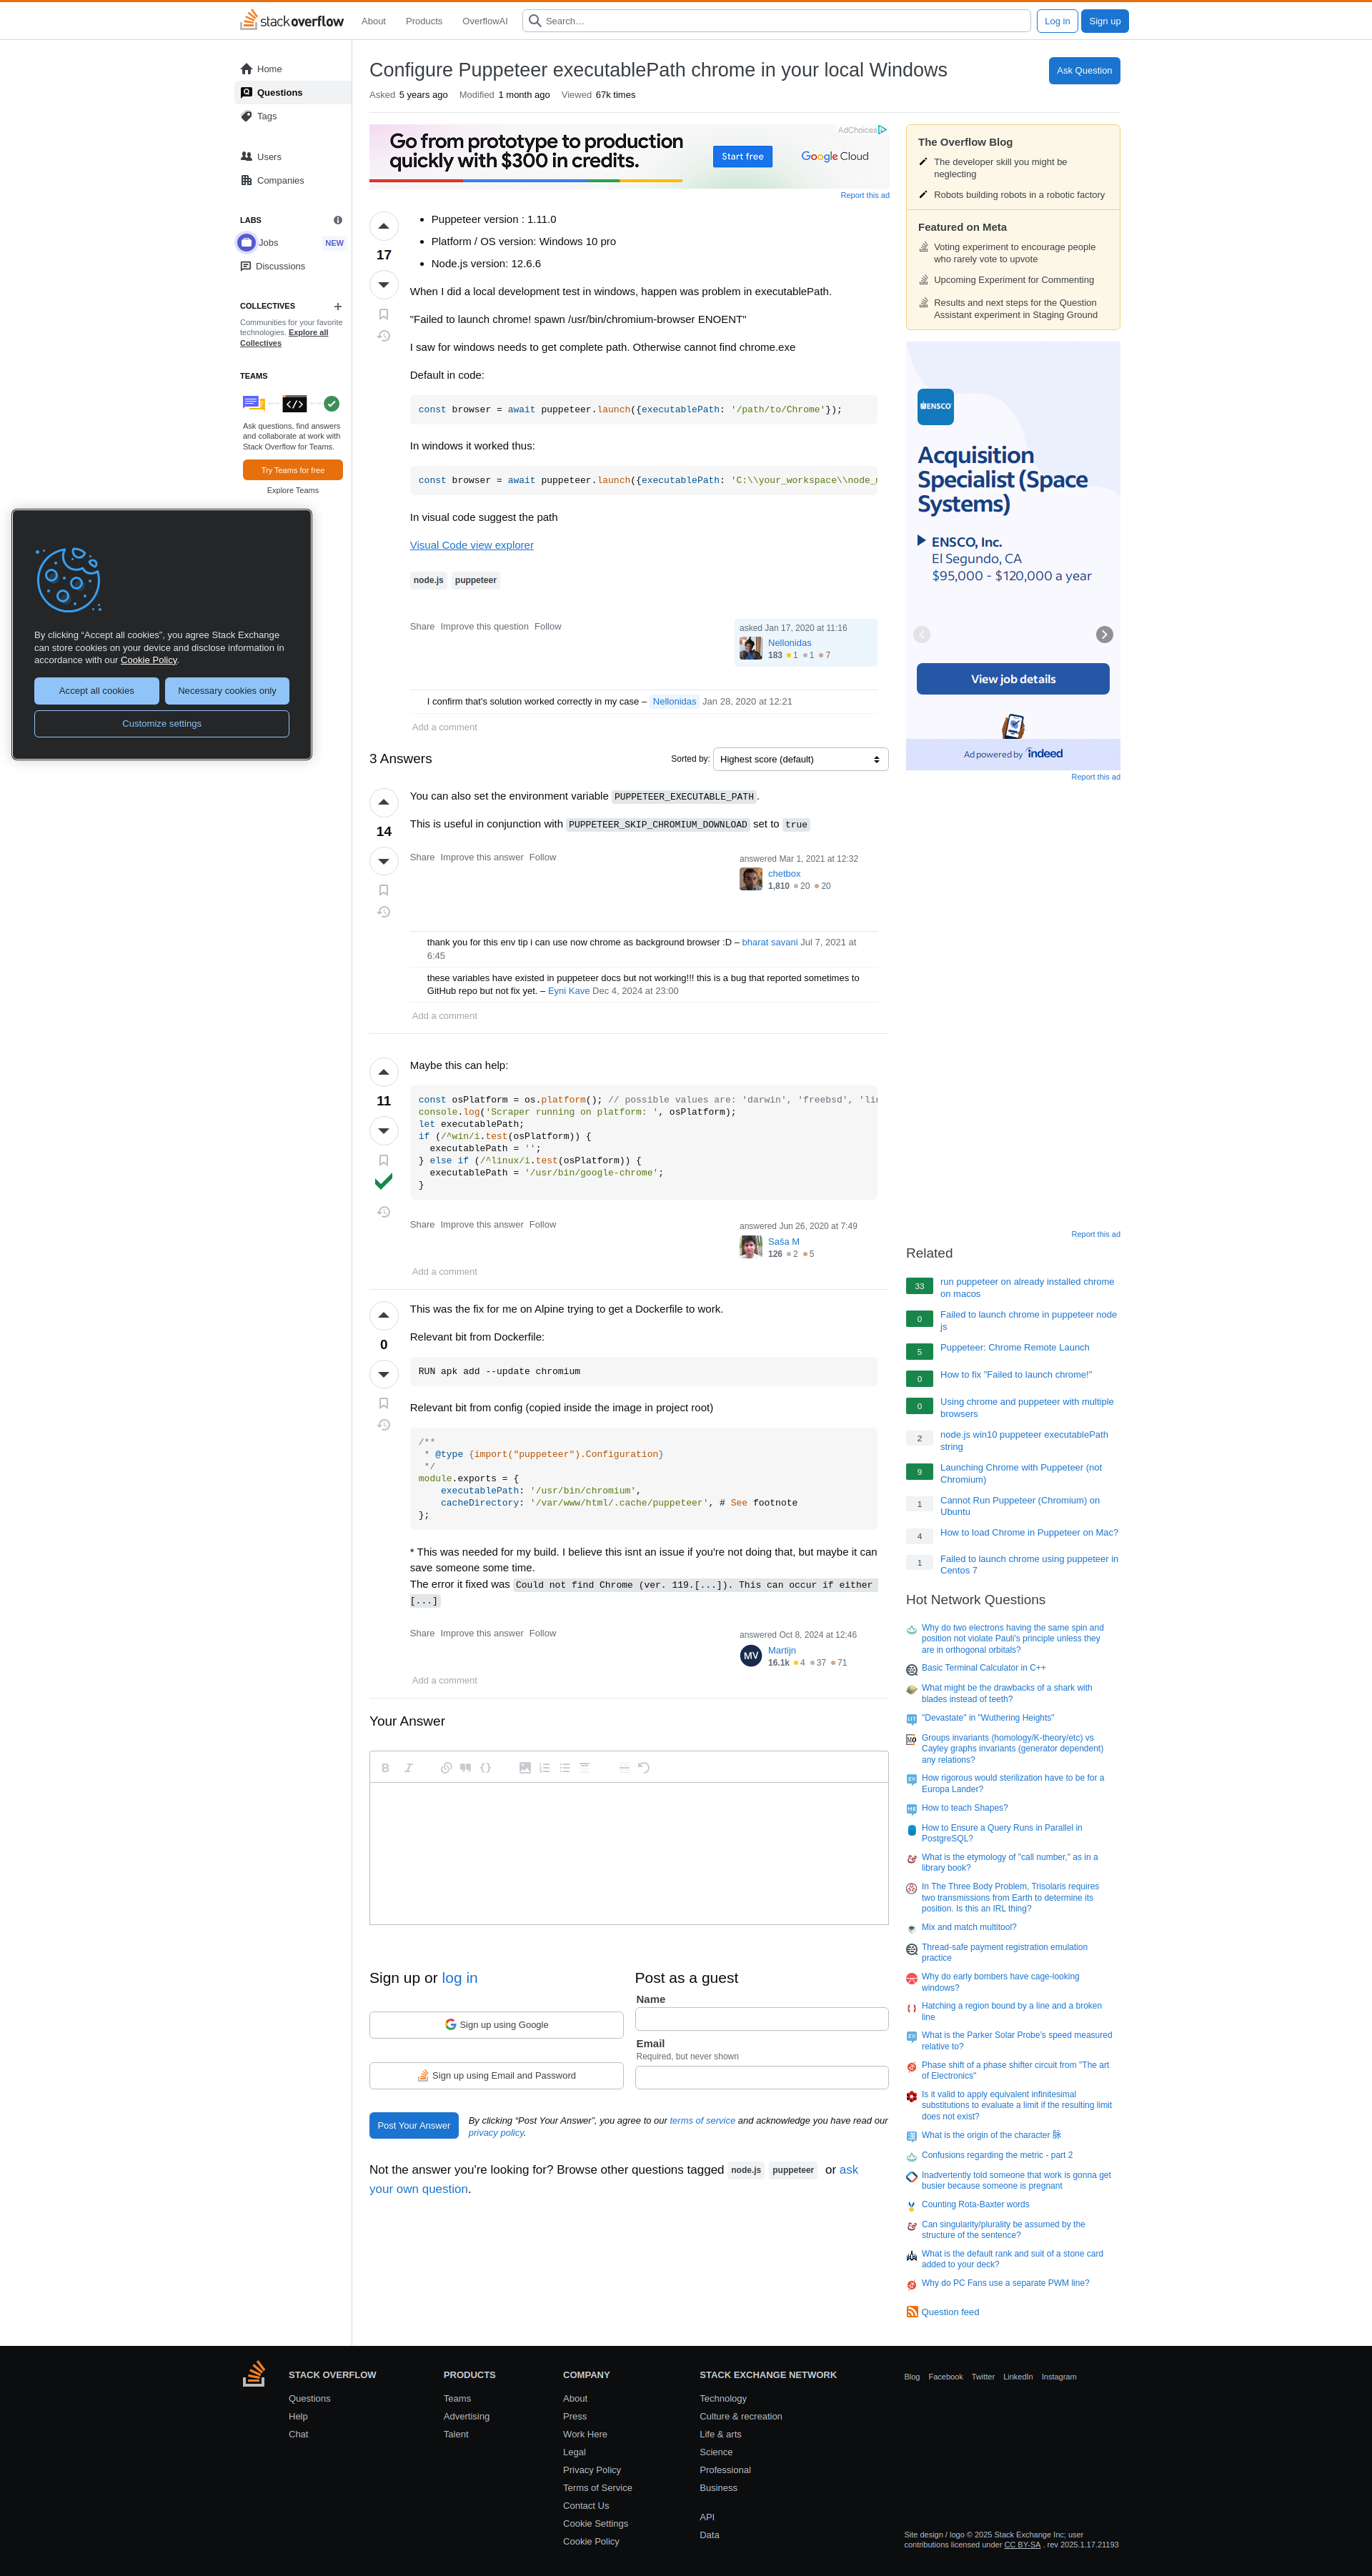 stackoverflow
About
Products
OverflowAI
Search…
Log in
Sign up
Home
Questions
Tags
Users
Companies
LABS
Jobs
NEW
Discussions
COLLECTIVES
Communities for your favorite
technologies. Explore all
Collectives
TEAMS
Ask questions, find answers
and collaborate at work with
Stack Overflow for Teams.
Try Teams for free
Explore Teams
By clicking “Accept all cookies”, you agree Stack Exchange
can store cookies on your device and disclose information in
accordance with our Cookie Policy.
Accept all cookies
Necessary cookies only
Customize settings
Configure Puppeteer executablePath chrome in your local Windows
Ask Question
Asked 5 years ago Modified 1 month ago Viewed 67k times
Go from prototype to production
quickly with $300 in credits.
Start free
Google Cloud
AdChoices
Report this ad
17
Puppeteer version : 1.11.0
Platform / OS version: Windows 10 pro
Node.js version: 12.6.6
When I did a local development test in windows, happen was problem in executablePath.
"Failed to launch chrome! spawn /usr/bin/chromium-browser ENOENT"
I saw for windows needs to get complete path. Otherwise cannot find chrome.exe
Default in code:
const browser = await puppeteer.launch({executablePath: '/path/to/Chrome'});
In windows it worked thus:
const browser = await puppeteer.launch({executablePath: 'C:\\your_workspace\\node_
In visual code suggest the path
Visual Code view explorer
node.js puppeteer
Share Improve this question Follow
asked Jan 17, 2020 at 11:16
Nellonidas
183 1 1 7
I confirm that's solution worked correctly in my case – Nellonidas Jan 28, 2020 at 12:21
Add a comment
3 Answers
Sorted by: Highest score (default)
14
You can also set the environment variable PUPPETEER_EXECUTABLE_PATH.
This is useful in conjunction with PUPPETEER_SKIP_CHROMIUM_DOWNLOAD set to true
Share Improve this answer Follow
answered Mar 1, 2021 at 12:32
chetbox
1,810 20 20
thank you for this env tip i can use now chrome as background browser :D – bharat savani Jul 7, 2021 at
6:45
these variables have existed in puppeteer docs but not working!!! this is a bug that reported sometimes to
GitHub repo but not fix yet. – Eyni Kave Dec 4, 2024 at 23:00
Add a comment
11
Maybe this can help:
const osPlatform = os.platform(); // possible values are: 'darwin', 'freebsd', 'lin
console.log('Scraper running on platform: ', osPlatform);
let executablePath;
if (/^win/i.test(osPlatform)) {
executablePath = '';
} else if (/^linux/i.test(osPlatform)) {
executablePath = '/usr/bin/google-chrome';
}
Share Improve this answer Follow
answered Jun 26, 2020 at 7:49
Saša M
126 2 5
Add a comment
0
This was the fix for me on Alpine trying to get a Dockerfile to work.
Relevant bit from Dockerfile:
RUN apk add --update chromium
Relevant bit from config (copied inside the image in project root)
/**
* @type {import("puppeteer").Configuration}
*/
module.exports = {
executablePath: '/usr/bin/chromium',
cacheDirectory: '/var/www/html/.cache/puppeteer', # See footnote
};
* This was needed for my build. I believe this isnt an issue if you're not doing that, but maybe it can
save someone some time.
The error it fixed was Could not find Chrome (ver. 119.[...]). This can occur if either
[...]
Share Improve this answer Follow
answered Oct 8, 2024 at 12:46
MV
Martijn
16.1k 4 37 71
Add a comment
Your Answer
Sign up or log in
Sign up using Google
Sign up using Email and Password
Post as a guest
Name
Email
Required, but never shown
Post Your Answer
By clicking “Post Your Answer”, you agree to our terms of service and acknowledge you have read our
privacy policy.
Not the answer you're looking for? Browse other questions tagged node.js puppeteer or ask
your own question.
The Overflow Blog
The developer skill you might be
neglecting
Robots building robots in a robotic factory
Featured on Meta
Voting experiment to encourage people
who rarely vote to upvote
Upcoming Experiment for Commenting
Results and next steps for the Question
Assistant experiment in Staging Ground
ENSCO
Acquisition
Specialist (Space
Systems)
ENSCO, Inc.
El Segundo, CA
$95,000 - $120,000 a year
View job details
Ad powered by indeed
Report this ad
Report this ad
Related
33 run puppeteer on already installed chrome
on macos
0 Failed to launch chrome in puppeteer node
js
5 Puppeteer: Chrome Remote Launch
0 How to fix "Failed to launch chrome!"
0 Using chrome and puppeteer with multiple
browsers
2 node.js win10 puppeteer executablePath
string
9 Launching Chrome with Puppeteer (not
Chromium)
1 Cannot Run Puppeteer (Chromium) on
Ubuntu
4 How to load Chrome in Puppeteer on Mac?
1 Failed to launch chrome using puppeteer in
Centos 7
Hot Network Questions
Why do two electrons having the same spin and
position not violate Pauli's principle unless they
are in orthogonal orbitals?
Basic Terminal Calculator in C++
What might be the drawbacks of a shark with
blades instead of teeth?
"Devastate" in "Wuthering Heights"
Groups invariants (homology/K-theory/etc) vs
Cayley graphs invariants (generator dependent)
any relations?
How rigorous would sterilization have to be for a
Europa Lander?
How to teach Shapes?
How to Ensure a Query Runs in Parallel in
PostgreSQL?
What is the etymology of "call number," as in a
library book?
In The Three Body Problem, Trisolaris requires
two transmissions from Earth to determine its
position. Is this an IRL thing?
Mix and match multitool?
Thread-safe payment registration emulation
practice
Why do early bombers have cage-looking
windows?
Hatching a region bound by a line and a broken
line
What is the Parker Solar Probe's speed measured
relative to?
Phase shift of a phase shifter circuit from "The art
of Electronics"
Is it valid to apply equivalent infinitesimal
substitutions to evaluate a limit if the resulting limit
does not exist?
What is the origin of the character 脉
Confusions regarding the metric - part 2
Inadvertently told someone that work is gonna get
busier because someone is pregnant
Counting Rota-Baxter words
Can singularity/plurality be assumed by the
structure of the sentence?
What is the default rank and suit of a stone card
added to your deck?
Why do PC Fans use a separate PWM line?
Question feed
STACK OVERFLOW
Questions
Help
Chat
PRODUCTS
Teams
Advertising
Talent
COMPANY
About
Press
Work Here
Legal
Privacy Policy
Terms of Service
Contact Us
Cookie Settings
Cookie Policy
STACK EXCHANGE NETWORK
Technology
Culture & recreation
Life & arts
Science
Professional
Business
API
Data
Blog Facebook Twitter LinkedIn Instagram
Site design / logo © 2025 Stack Exchange Inc; user
contributions licensed under CC BY-SA . rev 2025.1.17.21193